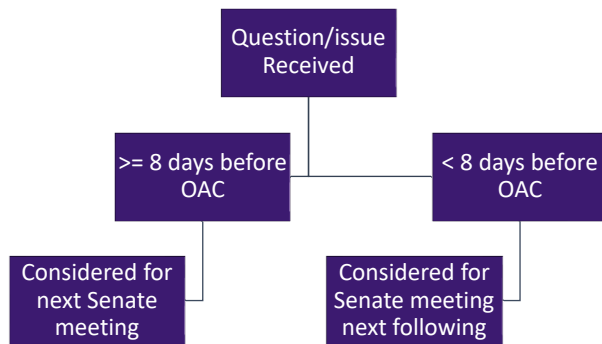 Question/issue
Received
>= 8 days before
OAC
< 8 days before
OAC
Considered for
next Senate
meeting
Considered for
Senate meeting
next following